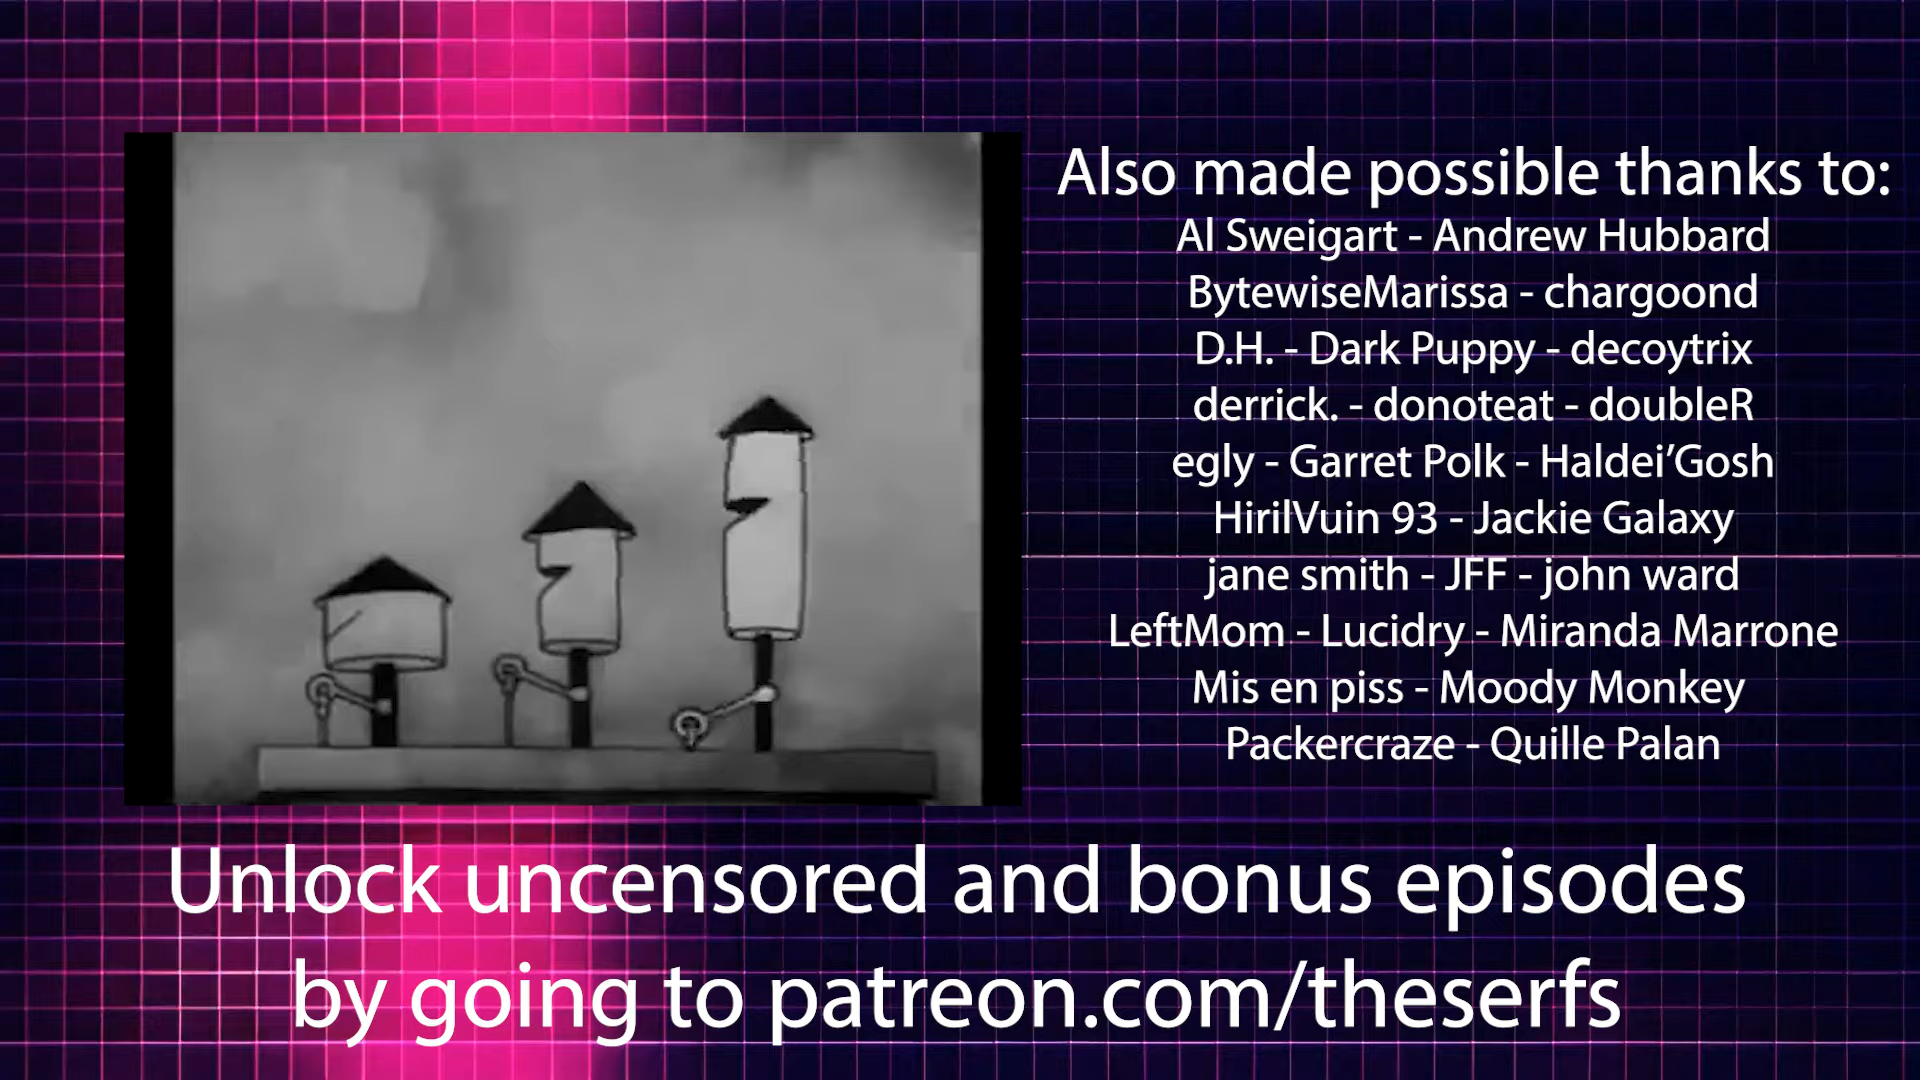 Also made possible thanks to:
Al Sweigart - Andrew Hubbard
BytewiseMarissa - chargoond
D.H. - Dark Puppy - decoytrix
derrick. - donoteat - doubleR
egly - Garret Polk - Haldei’Gosh
HirilVuin 93 - Jackie Galaxy
jane smith - JFF - john ward
LeftMom - Lucidry - Miranda Marrone
Mis en piss - Moody Monkey
Packercraze - Quille Palan
Unlock uncensored and bonus episodes
by going to patreon.com/theserfs